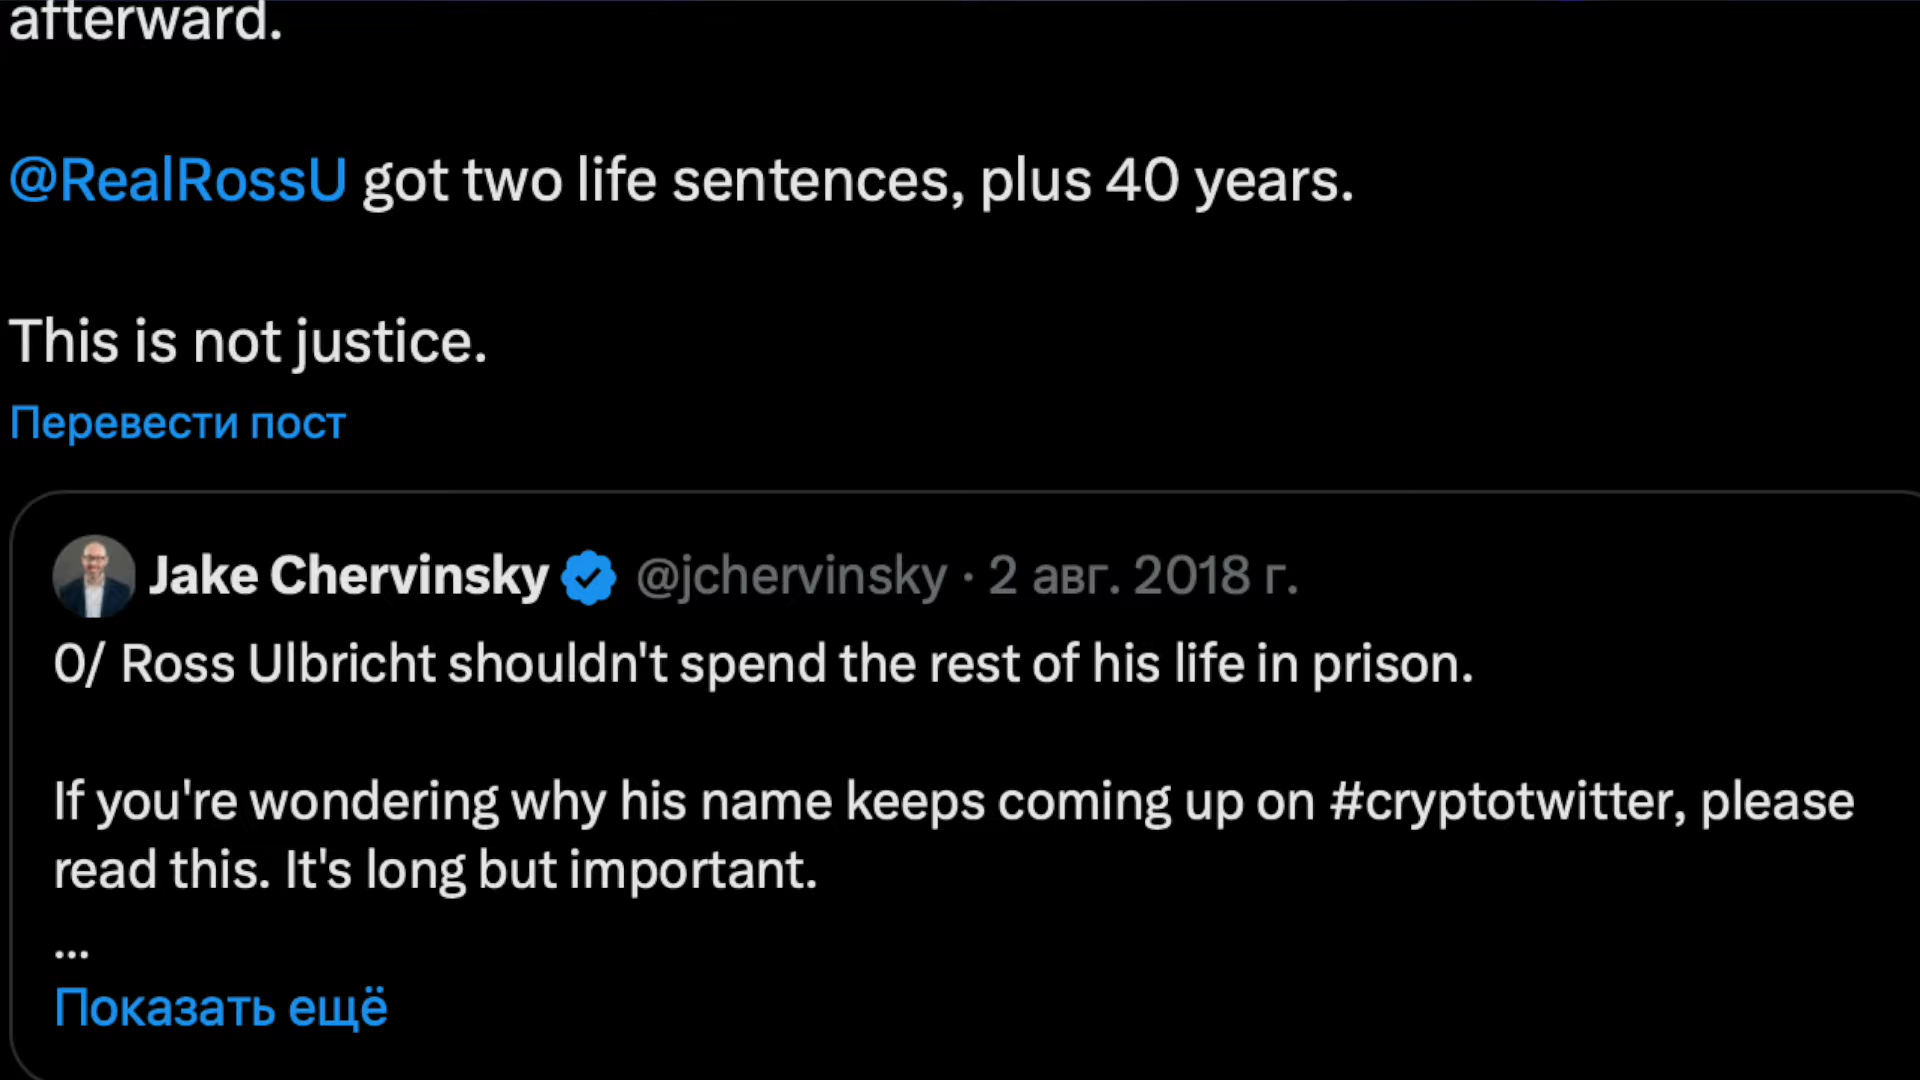 afterward.
@RealRossU got two life sentences, plus 40 years.
This is not justice.
Перевести пост
Jake Chervinsky @jchervinsky · 2 авг. 2018 г.
0/ Ross Ulbricht shouldn't spend the rest of his life in prison.
If you're wondering why his name keeps coming up on #cryptotwitter, please
read this. It's long but important.
...
Показать ещё